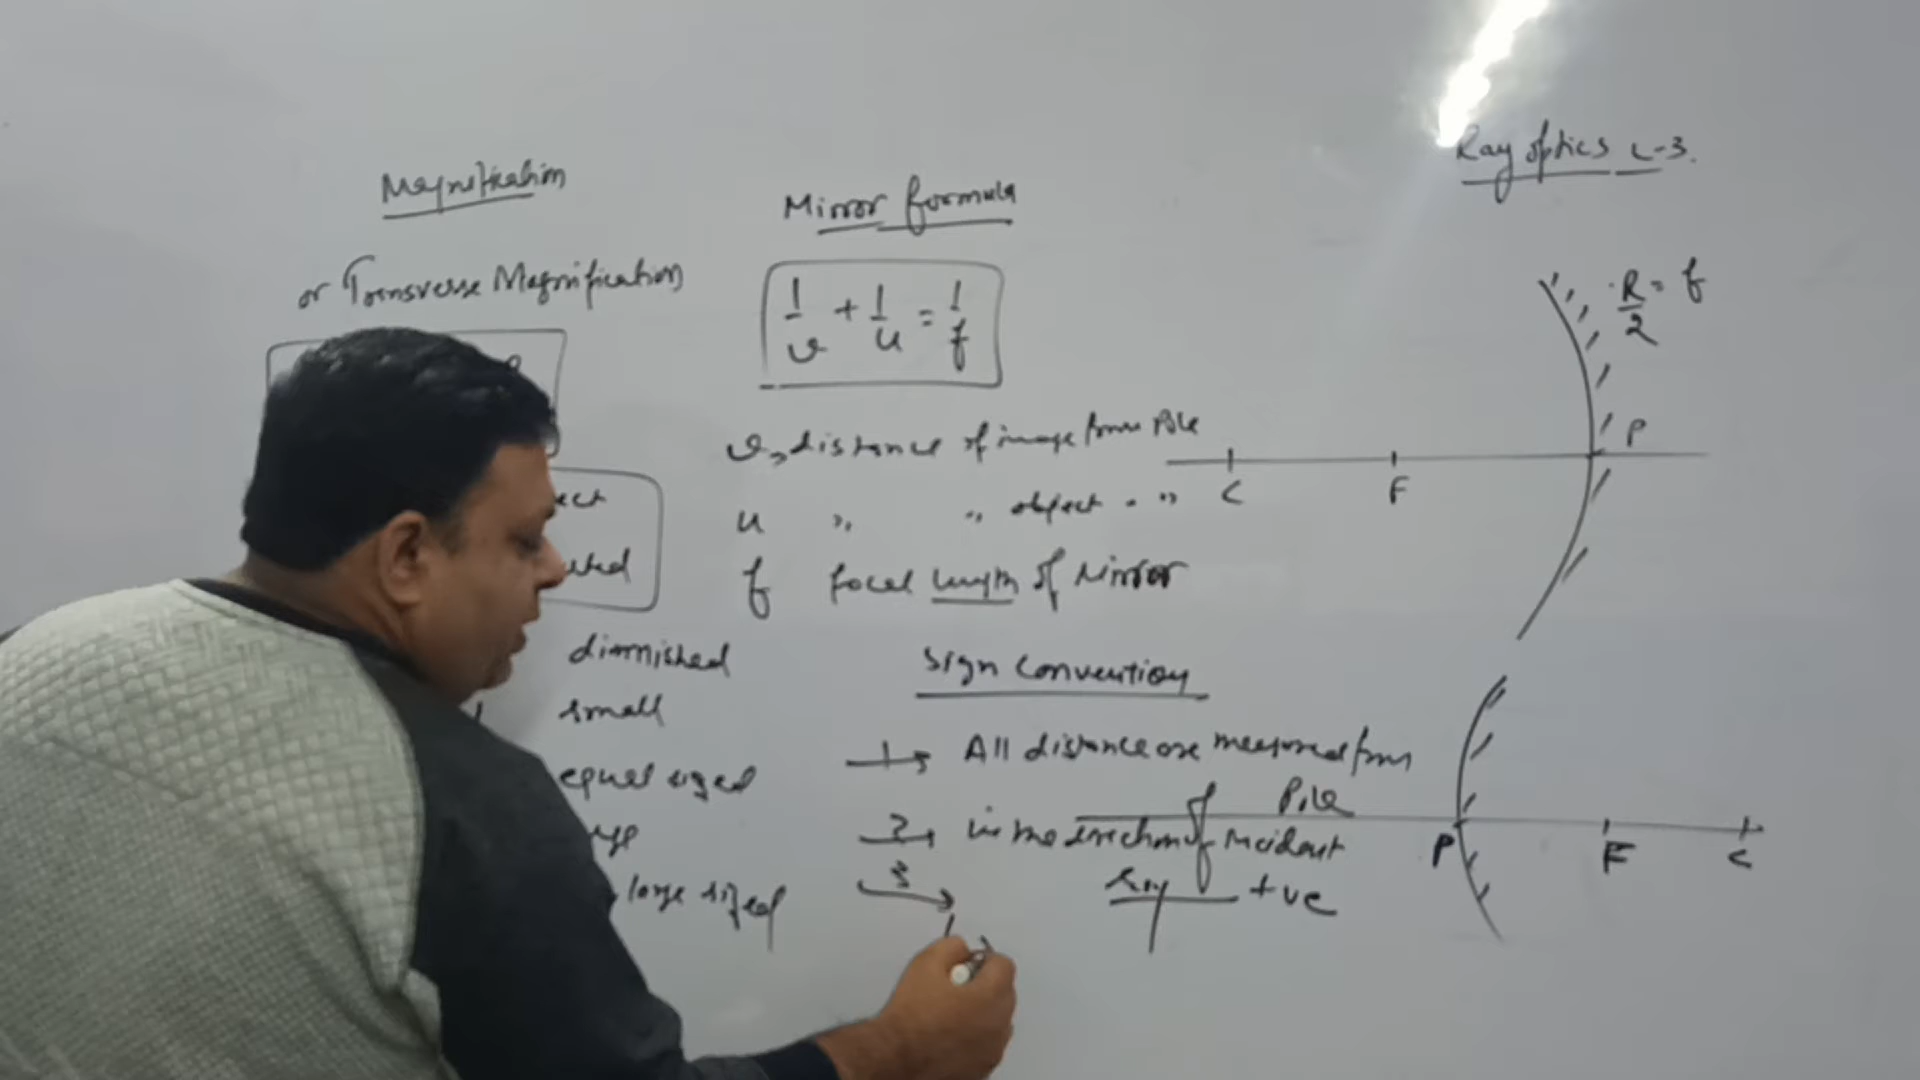 Ray optics L-3.
Magnification
or Transverse Magnification
ect
diminished
small
equal sized
large sized
Mirror formula
1/v + 1/u = 1/f
v → distance of image from Pole
u " " object " "
f focal length of Mirror
Sign Convention
1→ All distance are measured from
Pole
2→ in the direction of incident
Ray +ve
3→
R/2 = f
P
C F
P F C